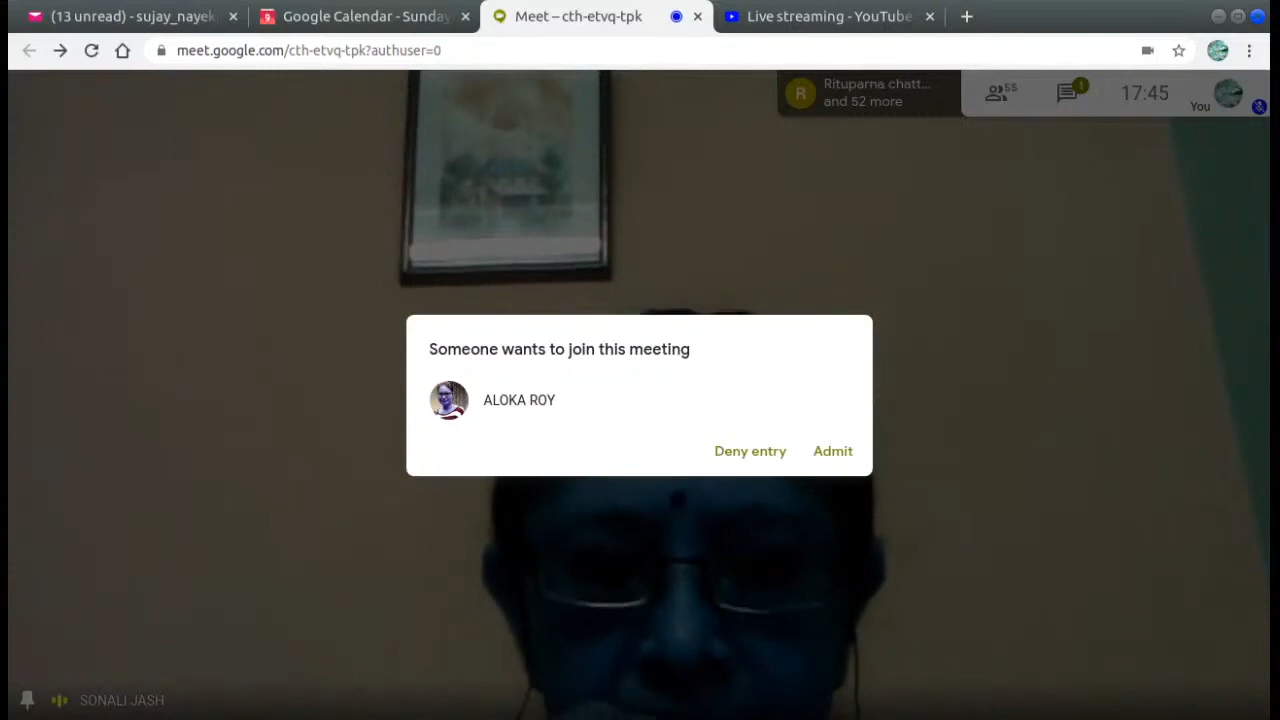 (13 unread) - sujay_nayek
Google Calendar - Sunday
Meet – cth-etvq-tpk
Live streaming - YouTube
meet.google.com/cth-etvq-tpk?authuser=0
R
Rituparna chatt...
and 52 more
55
1
17:45
You
Someone wants to join this meeting
ALOKA ROY
Deny entry
Admit
SONALI JASH